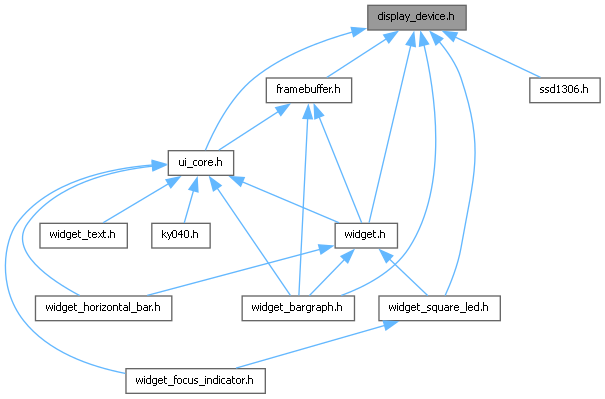 display_device.h
framebuffer.h
ssd1306.h
ui_core.h
widget_text.h
ky040.h
widget.h
widget_horizontal_bar.h
widget_bargraph.h
widget_square_led.h
widget_focus_indicator.h